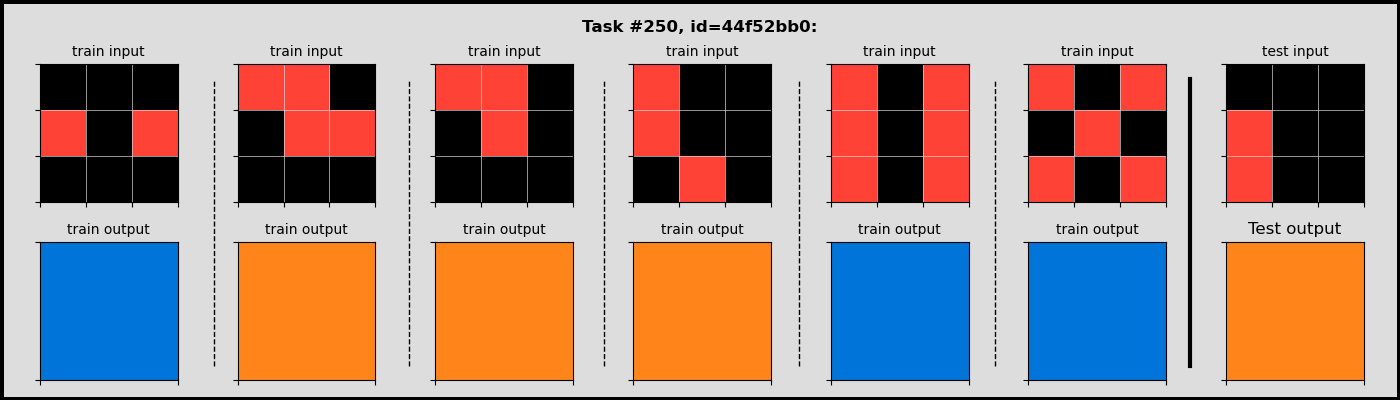 Task #250, id=44f52bb0:
train input train input train input train input train input train input test input
train output train output train output train output train output train output Test output